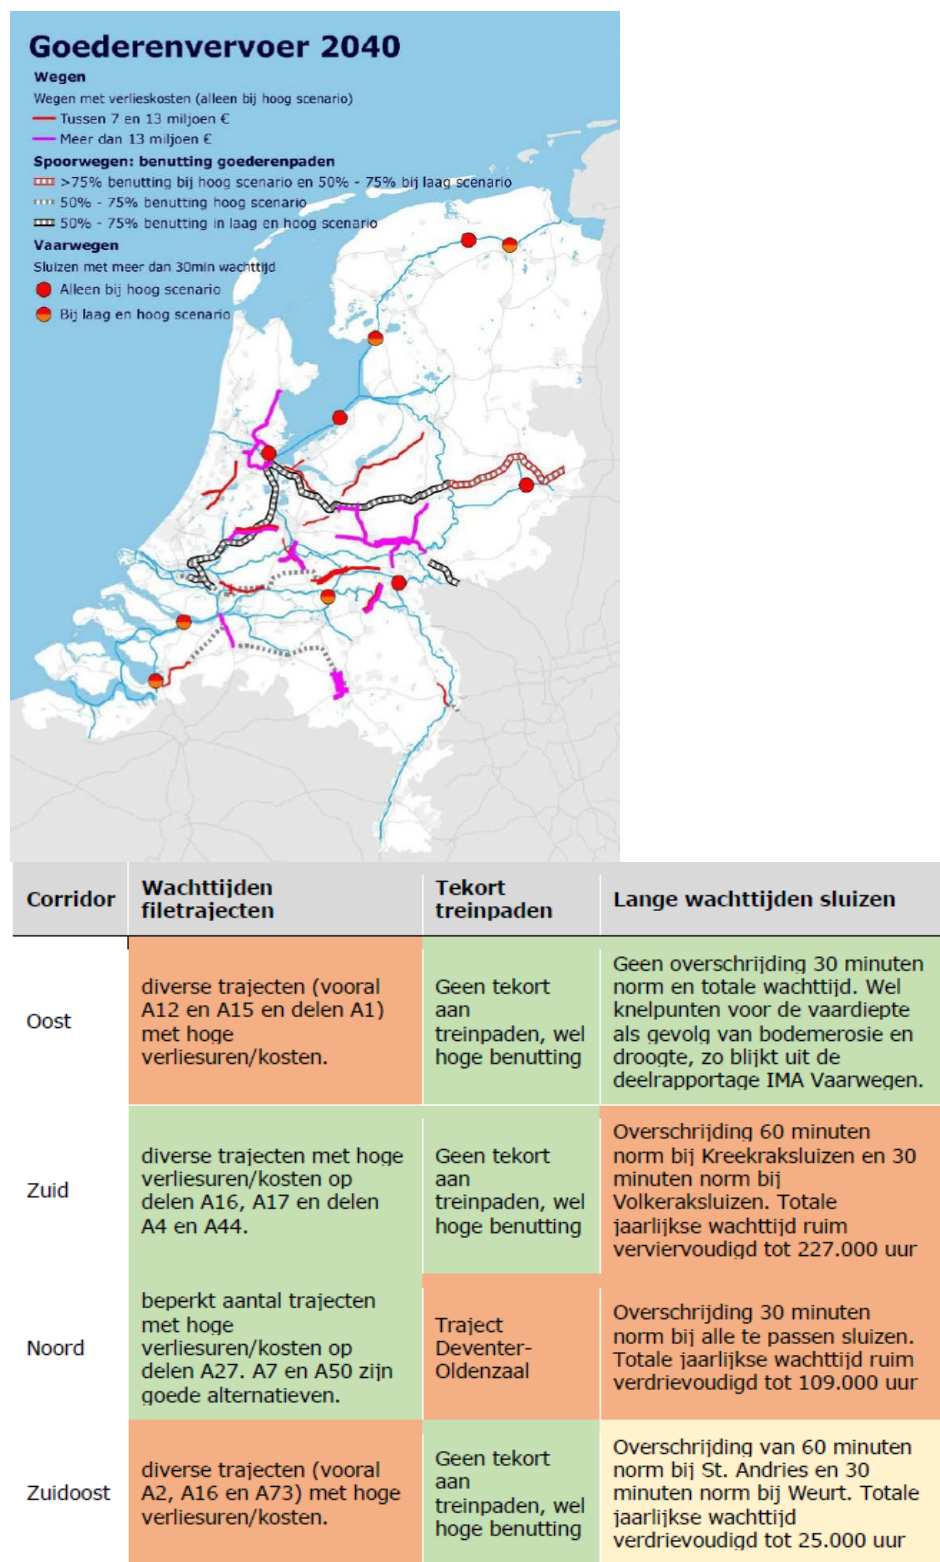 Goederenvervoer 2040
Wegen
Wegen met verlieskosten (alleen bij hoog scenario)
Tussen 7 en 13 miljoen €
Meer dan 13 miljoen €
Spoorwegen: benutting goederenpaden
>75% benutting bij hoog scenario en 50% - 75% bij laag scenario
50% - 75% benutting hoog scenario
50% - 75% benutting in laag en hoog scenario
Vaarwegen
Sluizen met meer dan 30min wachttijd
Alleen bij hoog scenario
Bij laag en hoog scenario
Corridor
Wachttijden
filetrajecten
Tekort
treinpaden
Lange wachttijden sluizen
Oost
diverse trajecten (vooral
A12 en A15 en delen A1)
met hoge
verliesuren/kosten.
Geen tekort
aan
treinpaden, wel
hoge benutting
Geen overschrijding 30 minuten
norm en totale wachttijd. Wel
knelpunten voor de vaardiepte
als gevolg van bodemerosie en
droogte, zo blijkt uit de
deelrapportage IMA Vaarwegen.
Zuid
diverse trajecten met hoge
verliesuren/kosten op
delen A16, A17 en delen
A4 en A44.
Geen tekort
aan
treinpaden, wel
hoge benutting
Overschrijding 60 minuten
norm bij Kreekraksluizen en 30
minuten norm bij
Volkeraksluizen. Totale
jaarlijkse wachttijd ruim
verviervoudigd tot 227.000 uur
Noord
beperkt aantal trajecten
met hoge
verliesuren/kosten op
delen A27. A7 en A50 zijn
goede alternatieven.
Traject
Deventer-
Oldenzaal
Overschrijding 30 minuten
norm bij alle te passen sluizen.
Totale jaarlijkse wachttijd ruim
verdrievoudigd tot 109.000 uur
Zuidoost
diverse trajecten (vooral
A2, A16 en A73) met hoge
verliesuren/kosten.
Geen tekort
aan
treinpaden, wel
hoge benutting
Overschrijding van 60 minuten
norm bij St. Andries en 30
minuten norm bij Weurt. Totale
jaarlijkse wachttijd
verdrievoudigd tot 25.000 uur